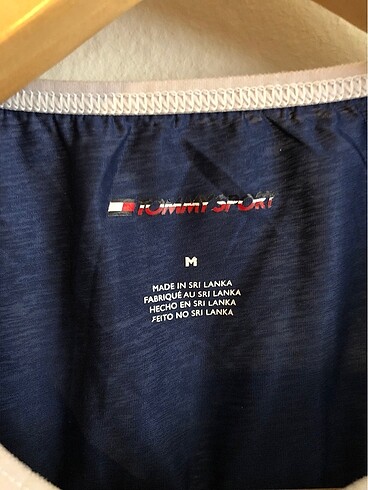 TOMMY SPORT
M
MADE IN SRI LANKA
FABRIQUÉ AU SRI LANKA
HECHO EN SRI LANKA
FEITO NO SRI LANKA